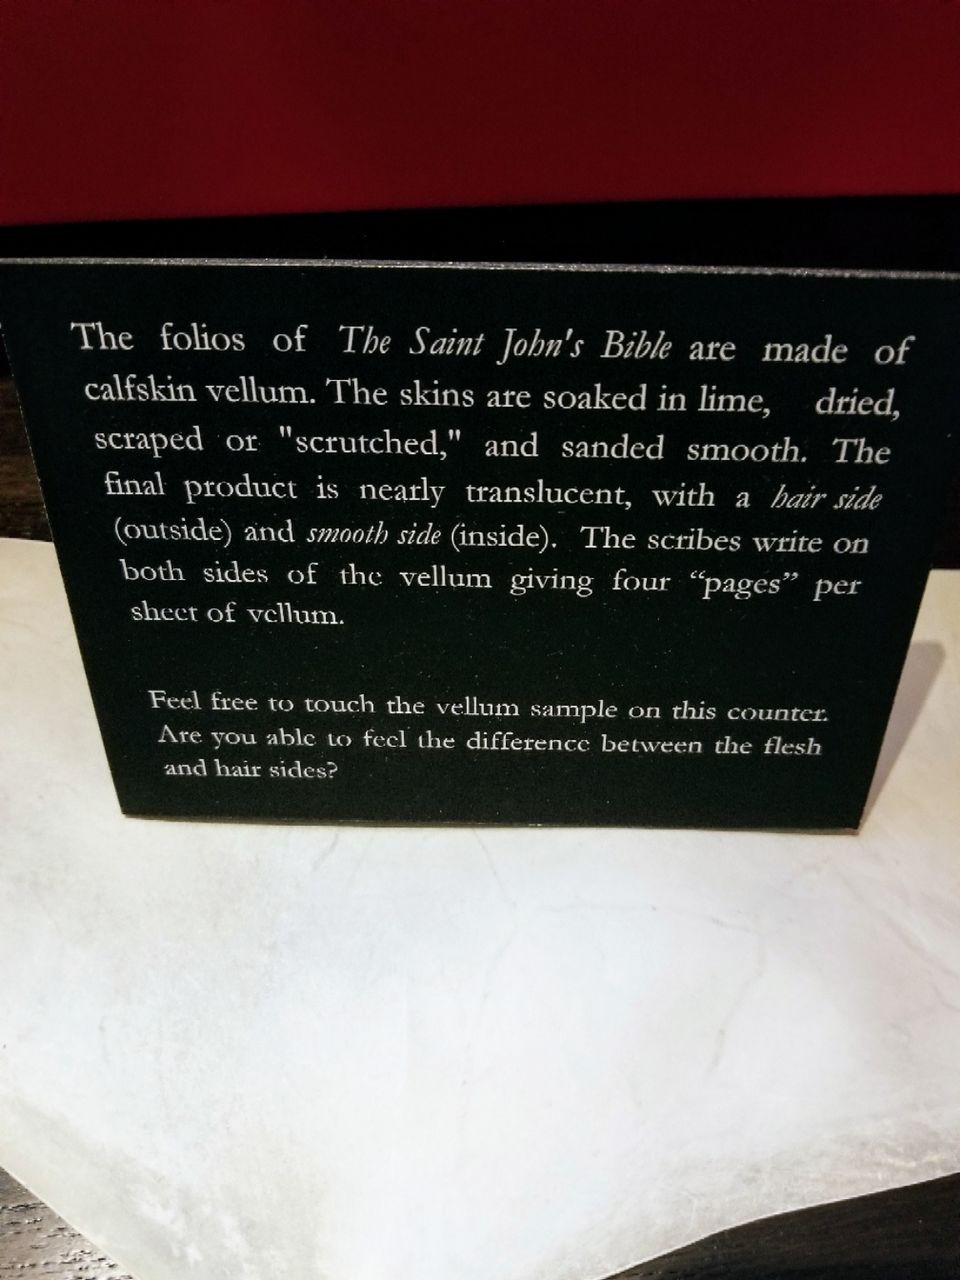 The folios of The Saint John's Bible are made of
calfskin vellum. The skins are soaked in lime, dried,
scraped or "scrutched," and sanded smooth. The
final product is nearly translucent, with a hair side
(outside) and smooth side (inside). The scribes write on
both sides of the vellum giving four “pages” per
sheet of vellum.
Feel free to touch the vellum sample on this counter.
Are you able to feel the difference between the flesh
and hair sides?